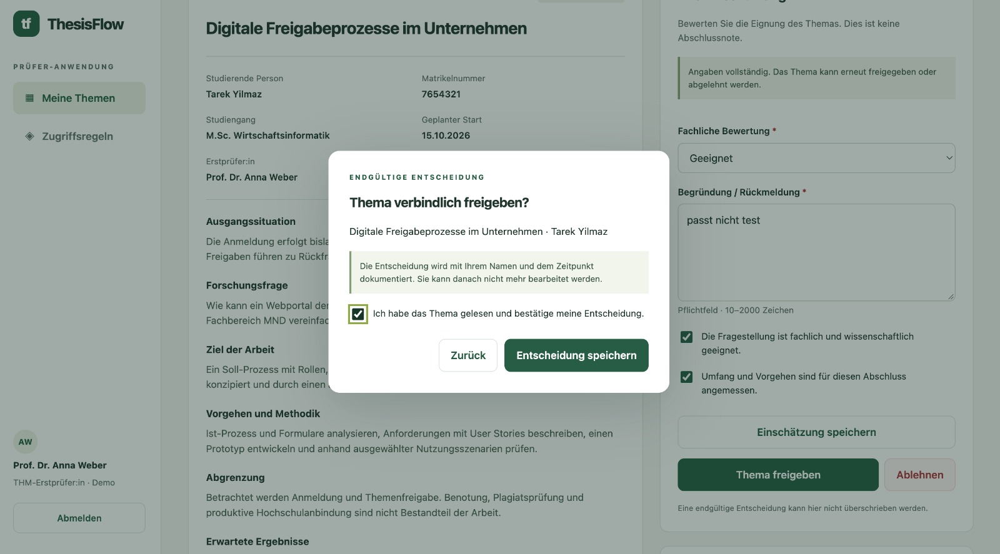 tf ThesisFlow
PRÜFER-ANWENDUNG
Meine Themen
Zugriffsregeln
AW
Prof. Dr. Anna Weber
THM-Erstprüfer:in · Demo
Abmelden
Digitale Freigabeprozesse im Unternehmen
Studierende Person
Tarek Yilmaz
Matrikelnummer
7654321
Studiengang
M.Sc. Wirtschaftsinformatik
Geplanter Start
15.10.2026
Erstprüfer:in
Prof. Dr. Anna Weber
Ausgangssituation
Die Anmeldung erfolgt
Freigaben führen zu
Forschungsfrage
Wie kann ein Webportal
Fachbereich MND
Ziel der Arbeit
Ein Soll-Prozess mit Rollen,
konzipiert und durch einen
Vorgehen und Methodik
Ist-Prozess und Formulare analysieren, Anforderungen mit User Stories beschreiben, einen
Prototyp entwickeln und anhand ausgewählter Nutzungsszenarien prüfen.
Abgrenzung
Betrachtet werden Anmeldung und Themenfreigabe. Benotung, Plagiatsprüfung und
produktive Hochschulanbindung sind nicht Bestandteil der Arbeit.
Erwartete Ergebnisse
ENDGÜLTIGE ENTSCHEIDUNG
Thema verbindlich freigeben?
Digitale Freigabeprozesse im Unternehmen · Tarek Yilmaz
Die Entscheidung wird mit Ihrem Namen und dem Zeitpunkt
dokumentiert. Sie kann danach nicht mehr bearbeitet werden.
Ich habe das Thema gelesen und bestätige meine Entscheidung.
Zurück
Entscheidung speichern
Bewerten Sie die Eignung des Themas. Dies ist keine
Abschlussnote.
Angaben vollständig. Das Thema kann erneut freigegeben oder
abgelehnt werden.
Fachliche Bewertung *
Geeignet
Begründung / Rückmeldung *
passt nicht test
Pflichtfeld · 10–2000 Zeichen
Die Fragestellung ist fachlich und wissenschaftlich
geeignet.
Umfang und Vorgehen sind für diesen Abschluss
angemessen.
Einschätzung speichern
Thema freigeben
Ablehnen
Eine endgültige Entscheidung kann hier nicht überschrieben werden.